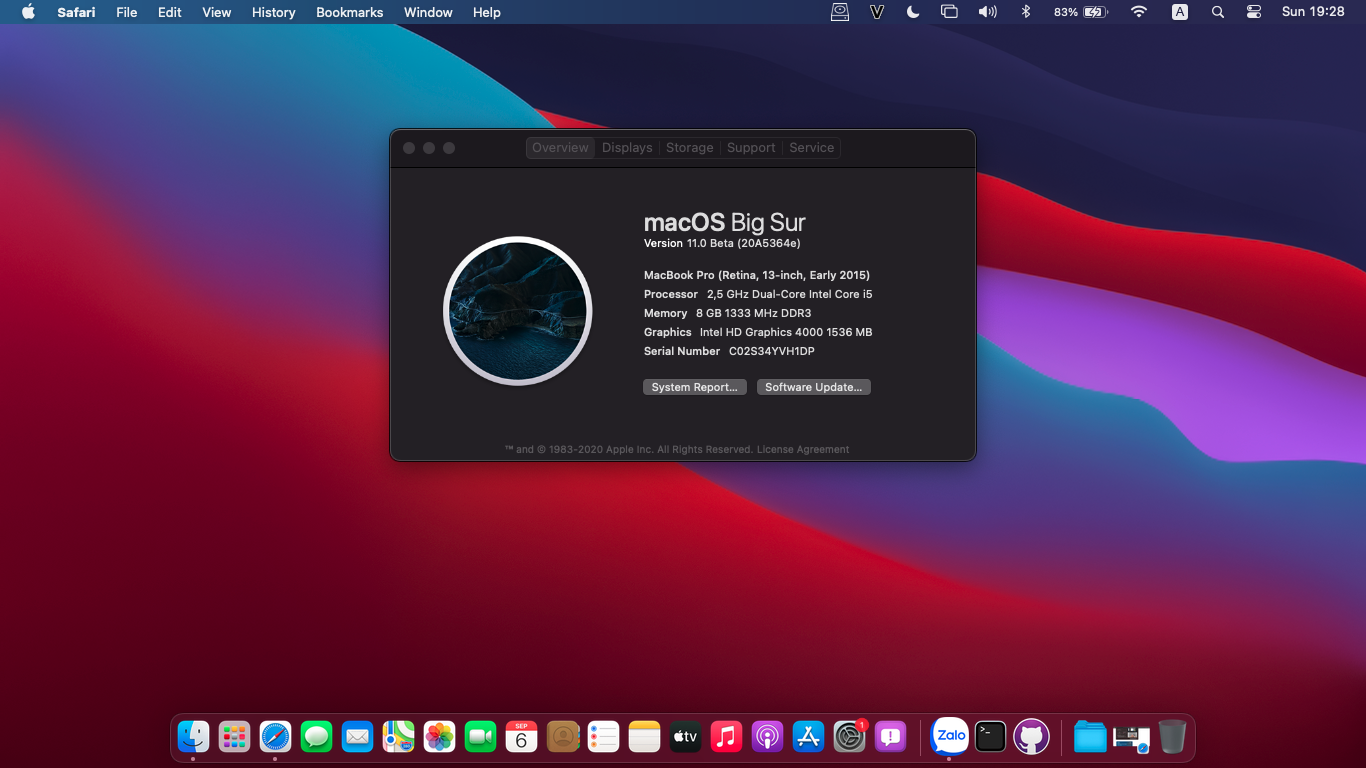 Safari File Edit View History Bookmarks Window Help V 83% A Sun 19:28
Overview Displays Storage Support Service
macOS Big Sur
Version 11.0 Beta (20A5364e)
MacBook Pro (Retina, 13-inch, Early 2015)
Processor 2,5 GHz Dual-Core Intel Core i5
Memory 8 GB 1333 MHz DDR3
Graphics Intel HD Graphics 4000 1536 MB
Serial Number C02S34YVH1DP
System Report... Software Update...
™ and © 1983-2020 Apple Inc. All Rights Reserved. License Agreement
SEP
6
tv
1
Zalo
>_